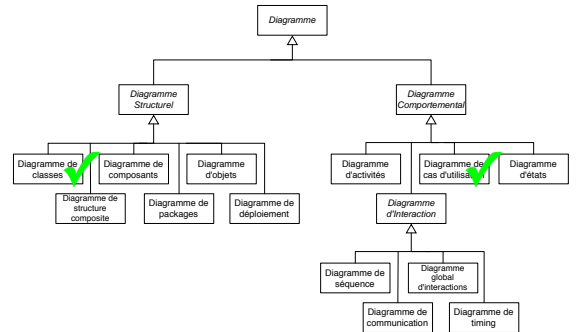 Diagramme
Diagramme
Structurel
Diagramme
Comportemental
Diagramme de
classes
Diagramme de
composants
Diagramme
d'objets
Diagramme
d'activités
Diagramme de
cas d'utilisation
Diagramme
d'états
Diagramme de
structure
composite
Diagramme de
packages
Diagramme de
déploiement
Diagramme
d'Interaction
Diagramme de
séquence
Diagramme
global
d'interactions
Diagramme de
communication
Diagramme de
timing